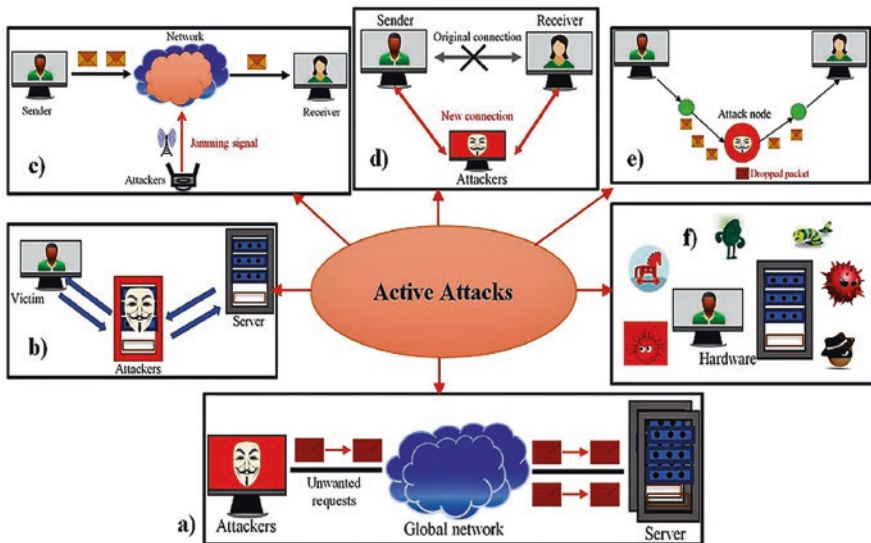 Network
Sender
Receiver
Jamming signal
Attackers
c)
Sender
Receiver
Original connection
New connection
Attackers
d)
Attack node
e)
Dropped packet
Victim
Server
b)
Attackers
Active Attacks
f)
Hardware
Unwanted
requests
a)
Attackers
Global network
Server